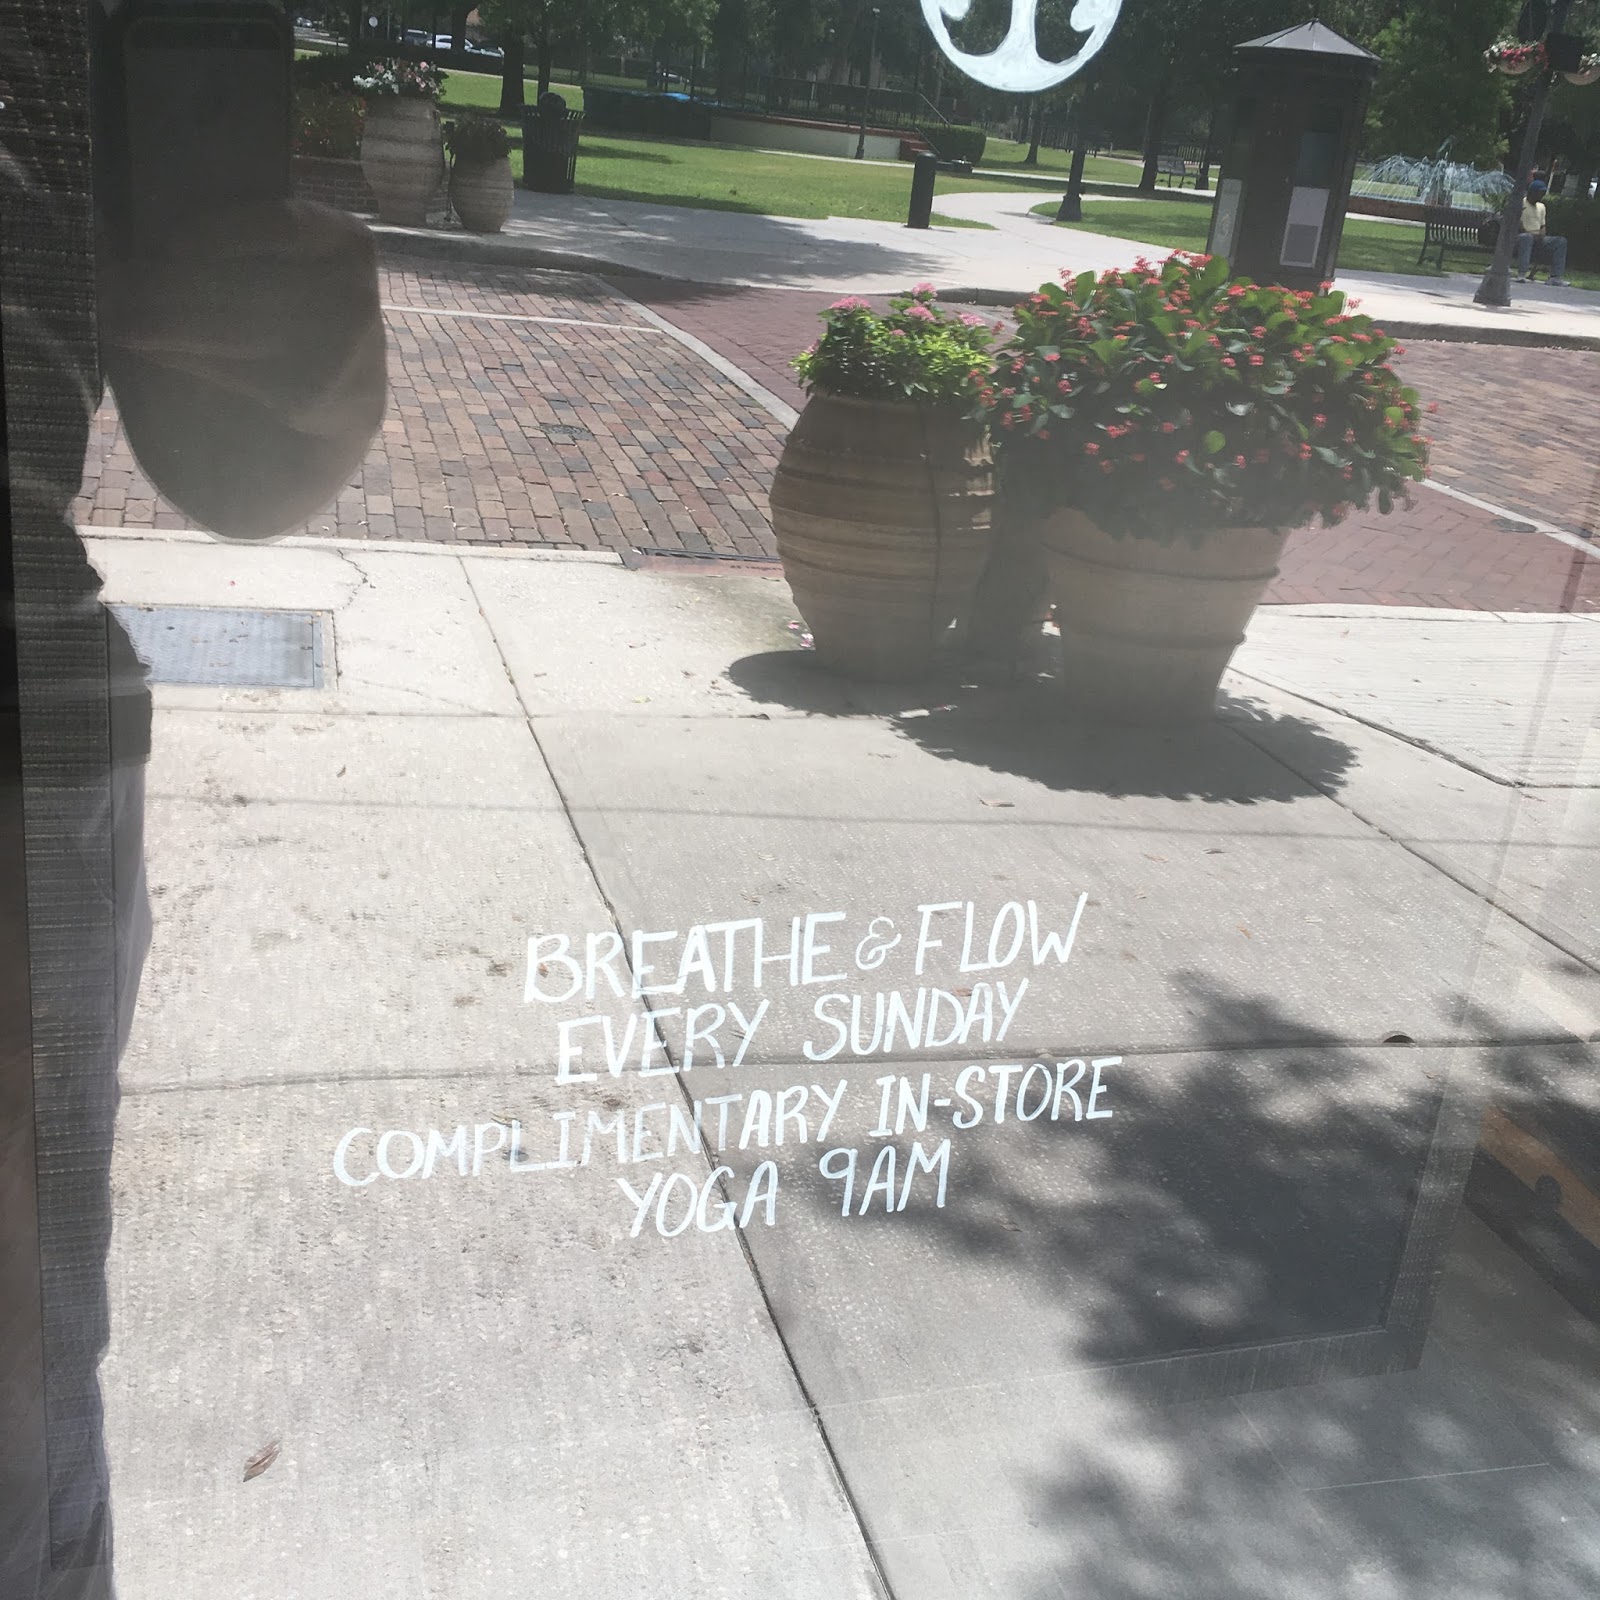 BREATHE & FLOW
EVERY SUNDAY
COMPLIMENTARY IN-STORE
YOGA 9AM